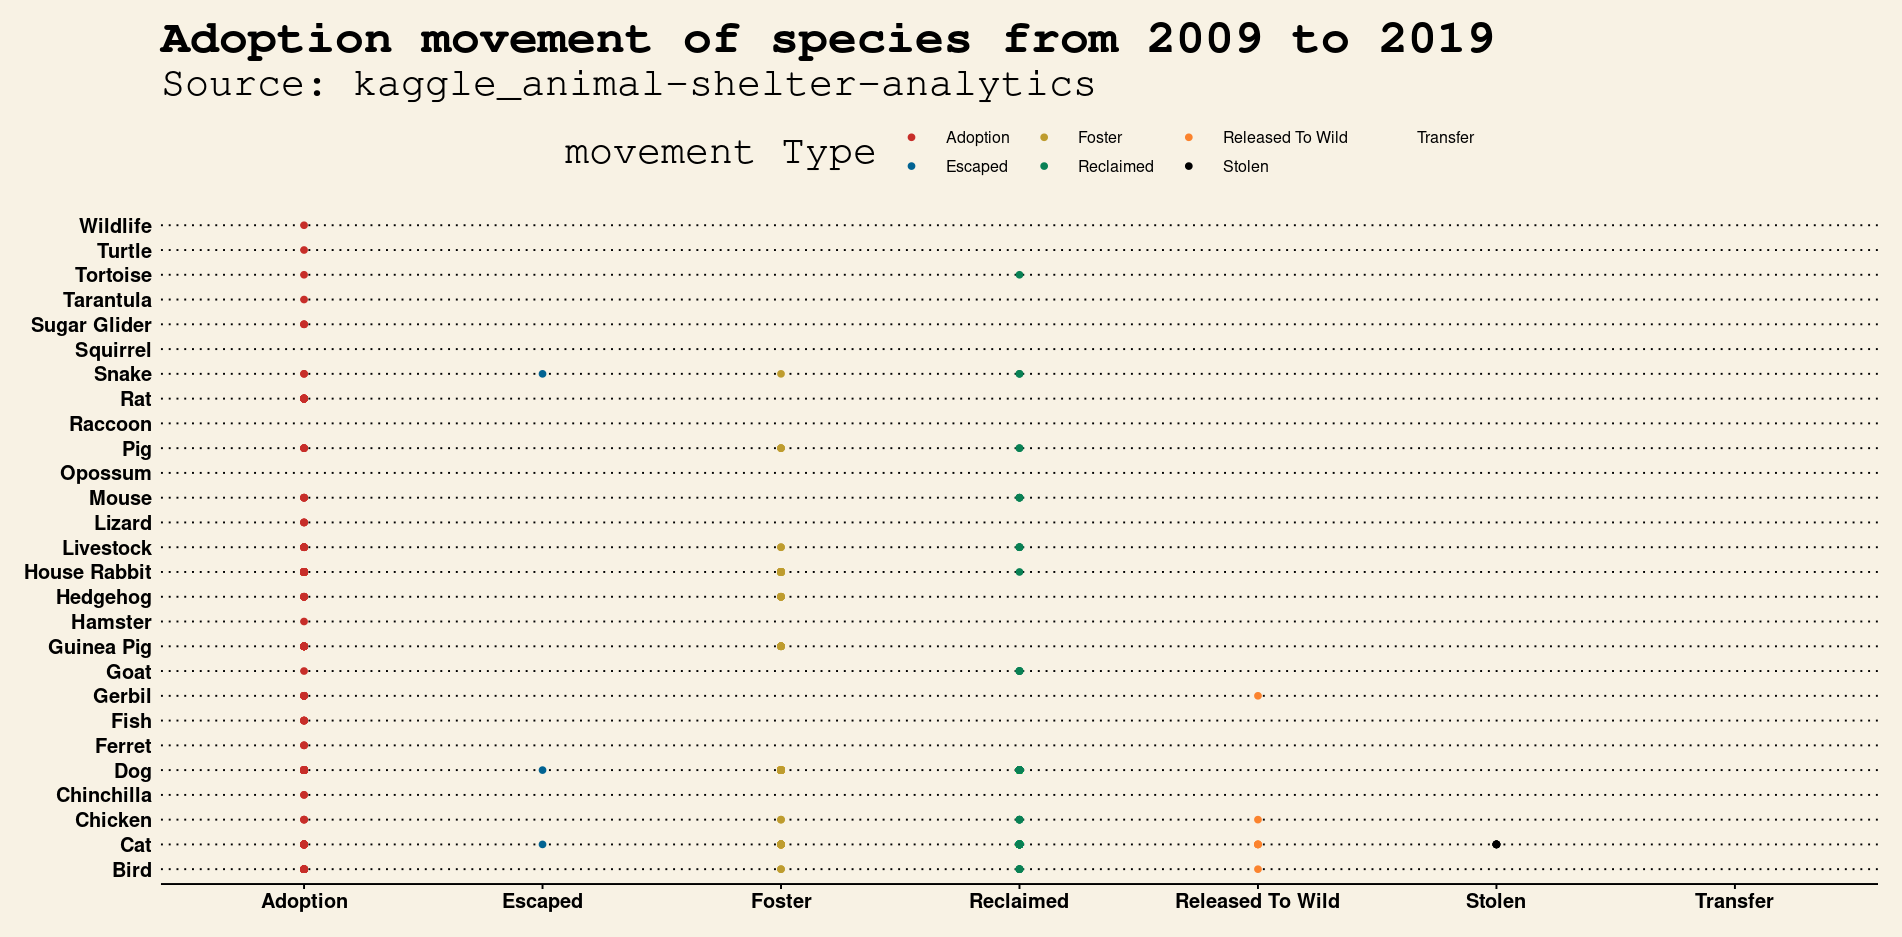 Adoption movement of species from 2009 to 2019
Source: kaggle_animal-shelter-analytics
movement Type
Adoption Foster Released To Wild Transfer
Escaped Reclaimed Stolen
Wildlife
Turtle
Tortoise
Tarantula
Sugar Glider
Squirrel
Snake
Rat
Raccoon
Pig
Opossum
Mouse
Lizard
Livestock
House Rabbit
Hedgehog
Hamster
Guinea Pig
Goat
Gerbil
Fish
Ferret
Dog
Chinchilla
Chicken
Cat
Bird
Adoption Escaped Foster Reclaimed Released To Wild Stolen Transfer